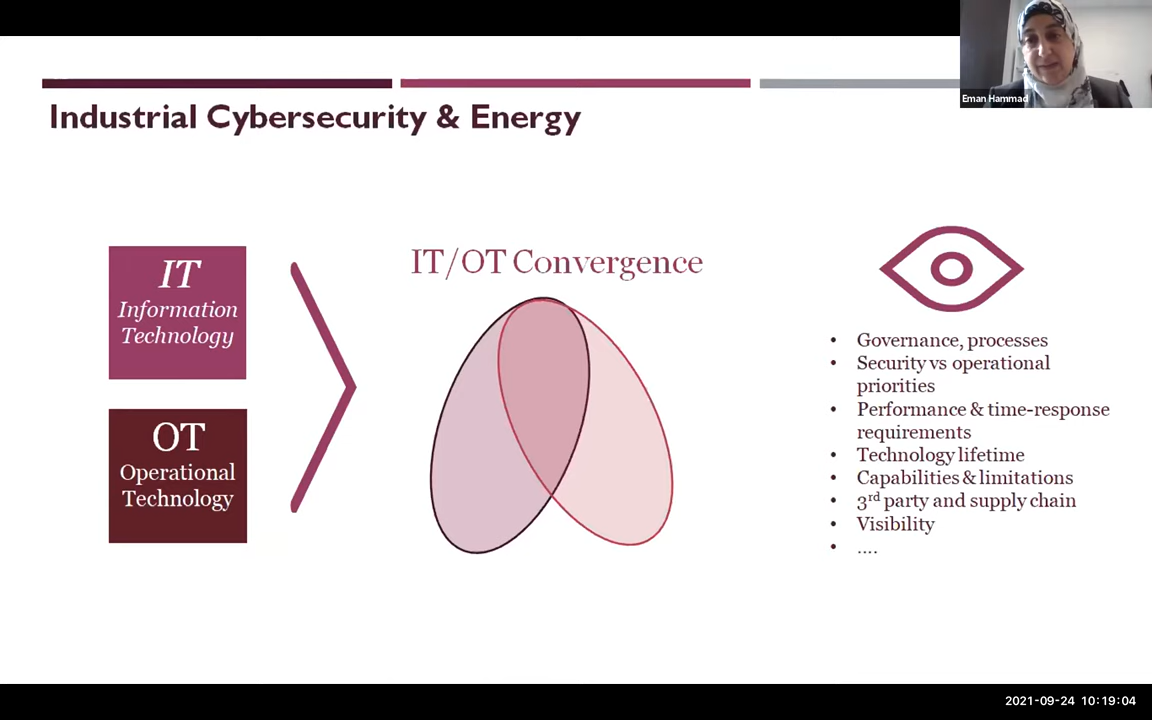 Eman Hammad
Industrial Cybersecurity & Energy
IT
Information
Technology
OT
Operational
Technology
IT/OT Convergence
• Governance, processes
• Security vs operational
priorities
• Performance & time-response
requirements
• Technology lifetime
• Capabilities & limitations
• 3rd party and supply chain
• Visibility
• ....
2021-09-24 10:19:04